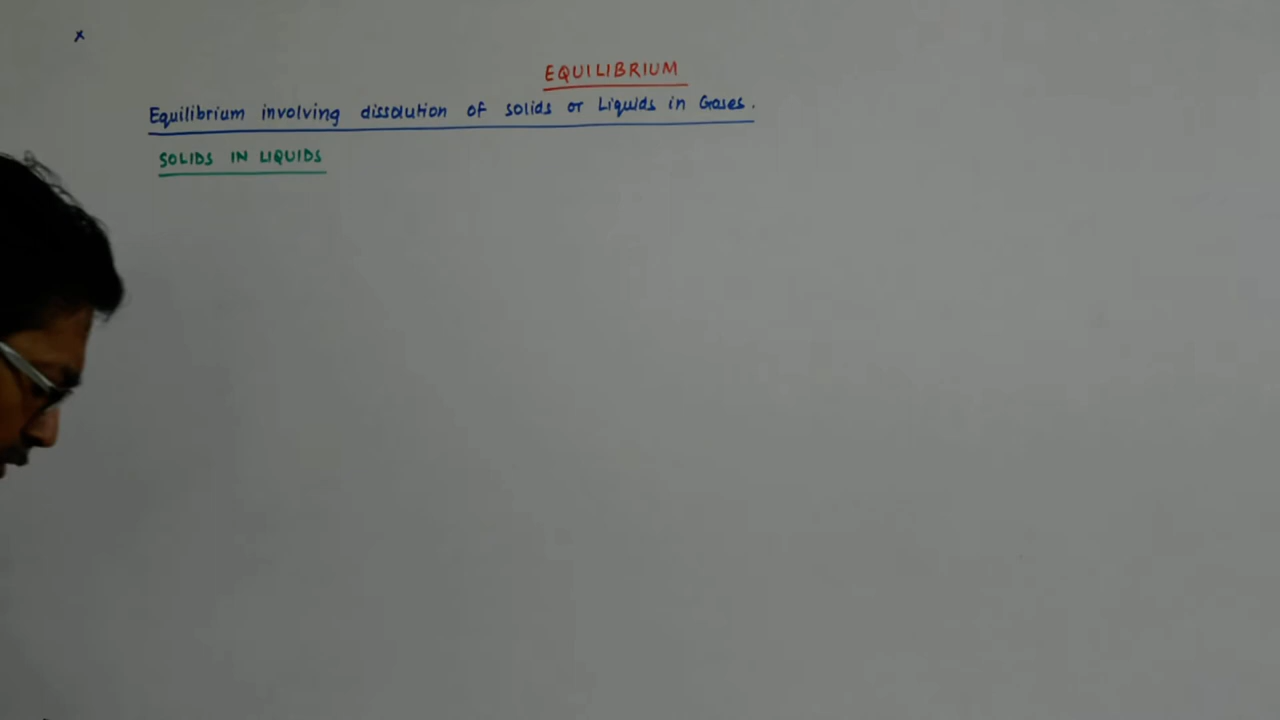 x
EQUILIBRIUM
Equilibrium involving dissolution of solids or Liquids in Gases.
SOLIDS IN LIQUIDS